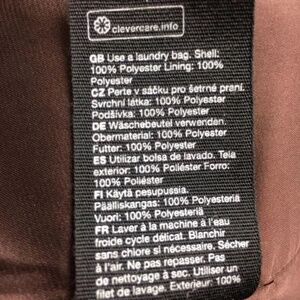 clevercare.info
GB Use a laundry bag. Shell:
100% Polyester Lining: 100%
Polyester
CZ Perte v sáčku pro šetrné praní.
Svrchní látka: 100% Polyester
Podšívka: 100% Polyester
DE Wäschebeutel verwenden.
Obermaterial: 100% Polyester
Futter: 100% Polyester
ES Utilizar bolsa de lavado. Tela
exterior: 100% Poliéster Forro:
100% Poliéster
FI Käytä pesupussia.
Päällikangas: 100% Polyesteriä
Vuori: 100% Polyesteriä
FR Laver à la machine à l'eau
froide cycle délicat. Blanchir
sans chlore si nécessaire. Sécher
à l'air. Ne pas repasser. Pas
de nettoyage à sec. Utiliser un
filet de lavage. Extérieur: 100%